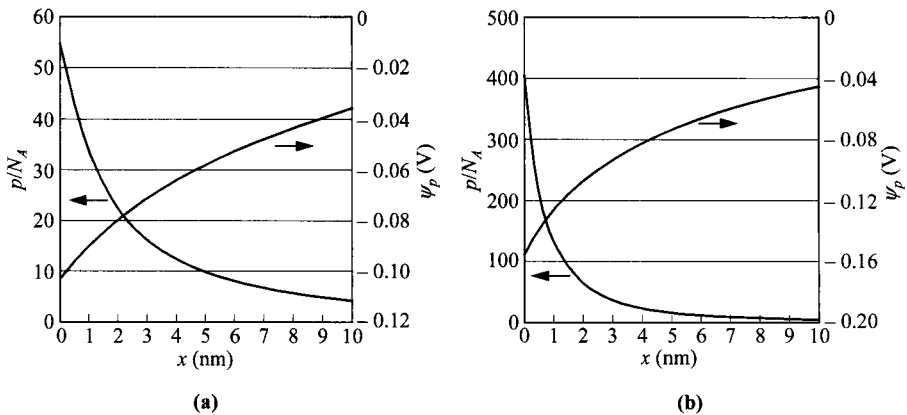 60
50
40
30
20
10
0
p/N_A
0
– 0.02
– 0.04
– 0.06
– 0.08
– 0.10
– 0.12
ψ_p (V)
0 1 2 3 4 5 6 7 8 9 10
x (nm)
(a)
500
400
300
200
100
0
p/N_A
0
– 0.04
– 0.08
– 0.12
– 0.16
– 0.20
ψ_p (V)
0 1 2 3 4 5 6 7 8 9 10
x (nm)
(b)